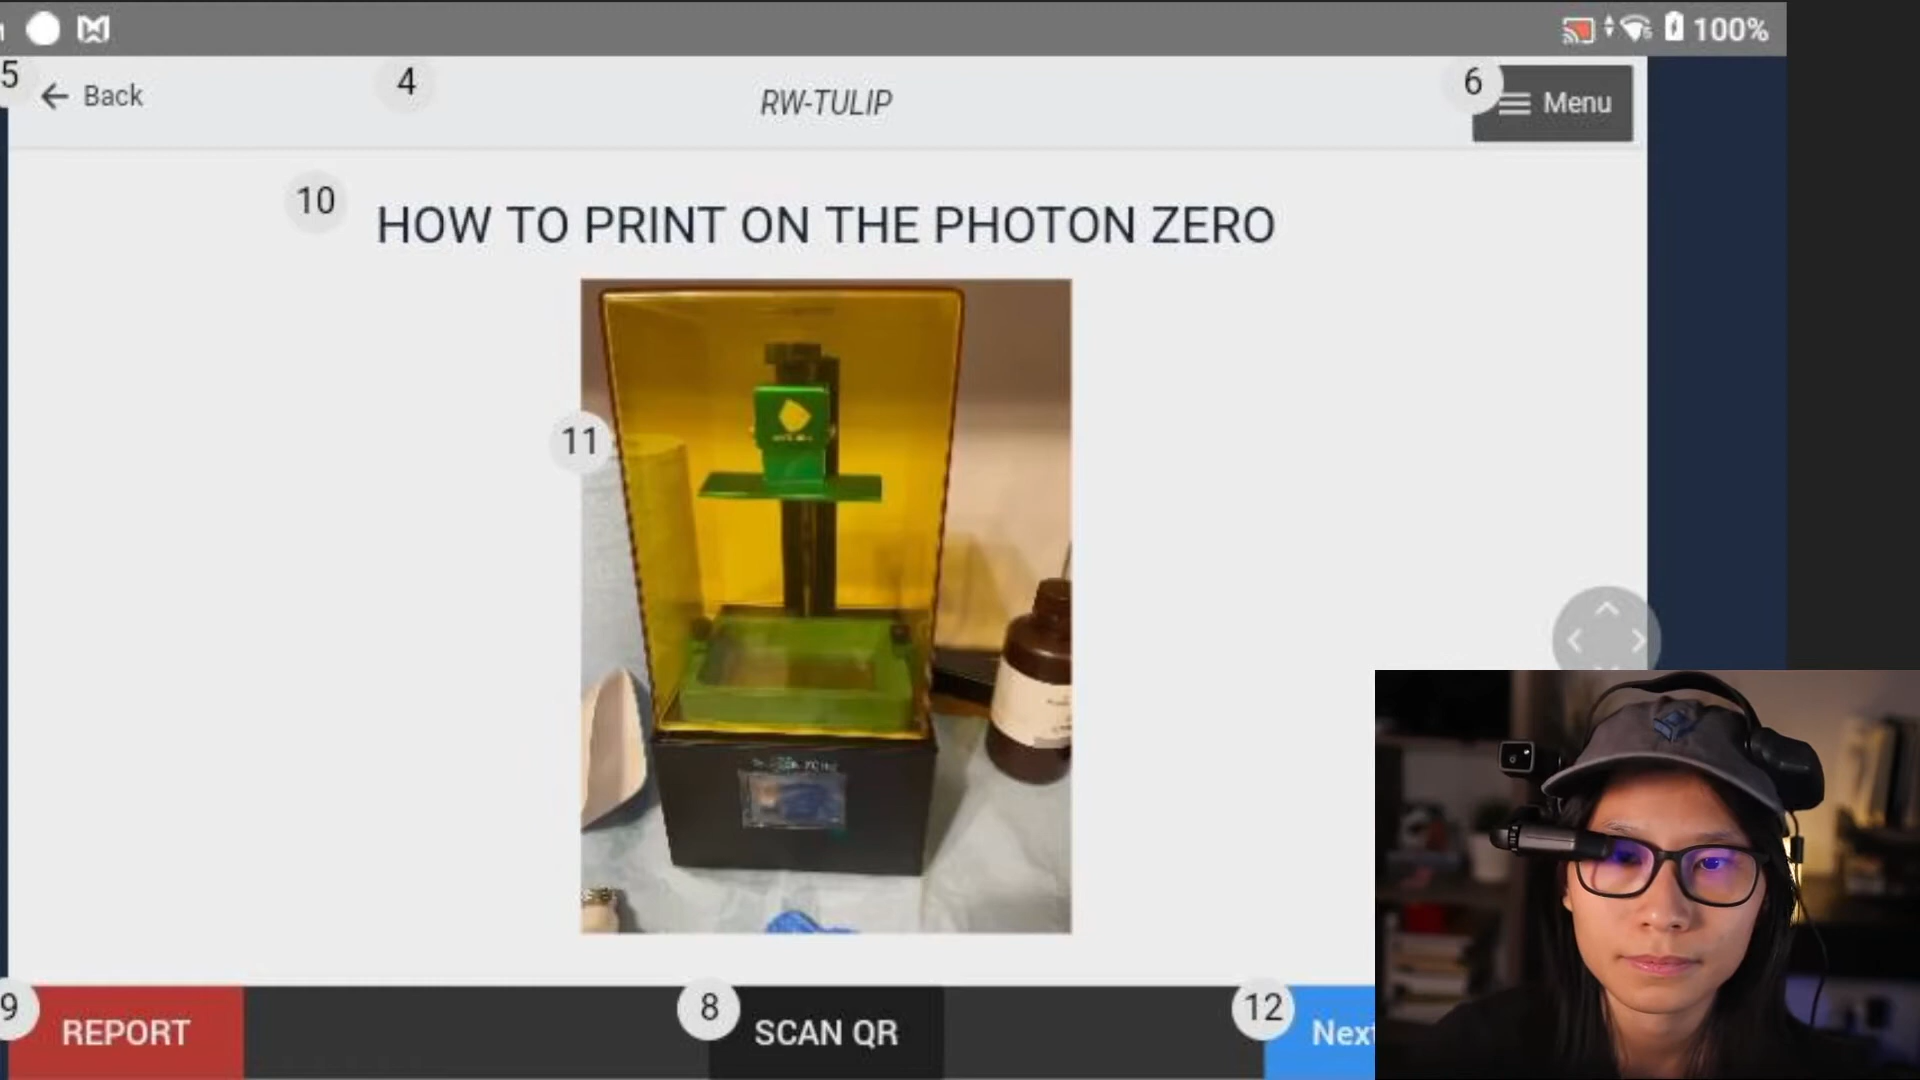 100%
5
Back
4
RW-TULIP
6
Menu
10
HOW TO PRINT ON THE PHOTON ZERO
11
9
REPORT
8
SCAN QR
12
Next